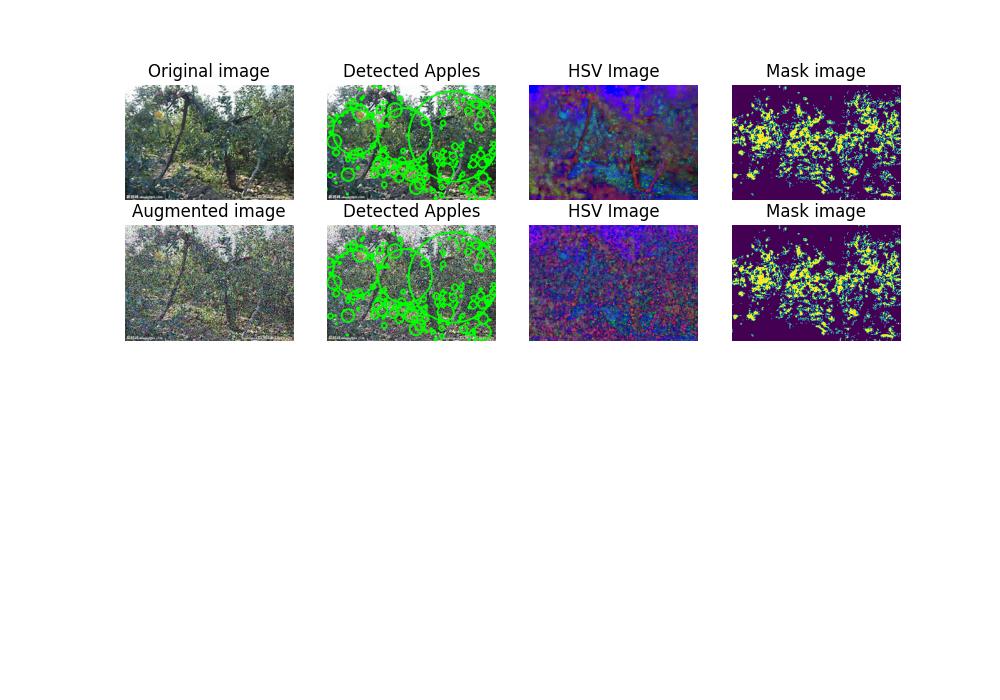 Original image
Detected Apples
HSV Image
Mask image
Augmented image
Detected Apples
HSV Image
Mask image